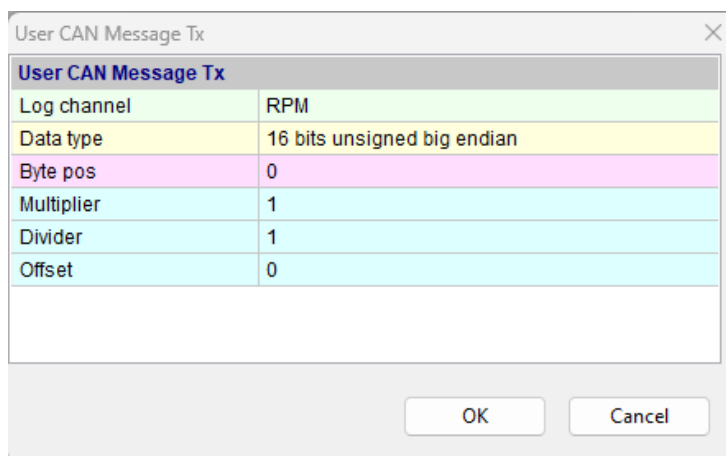 User CAN Message Tx
User CAN Message Tx
Log channel RPM
Data type 16 bits unsigned big endian
Byte pos 0
Multiplier 1
Divider 1
Offset 0
OK Cancel